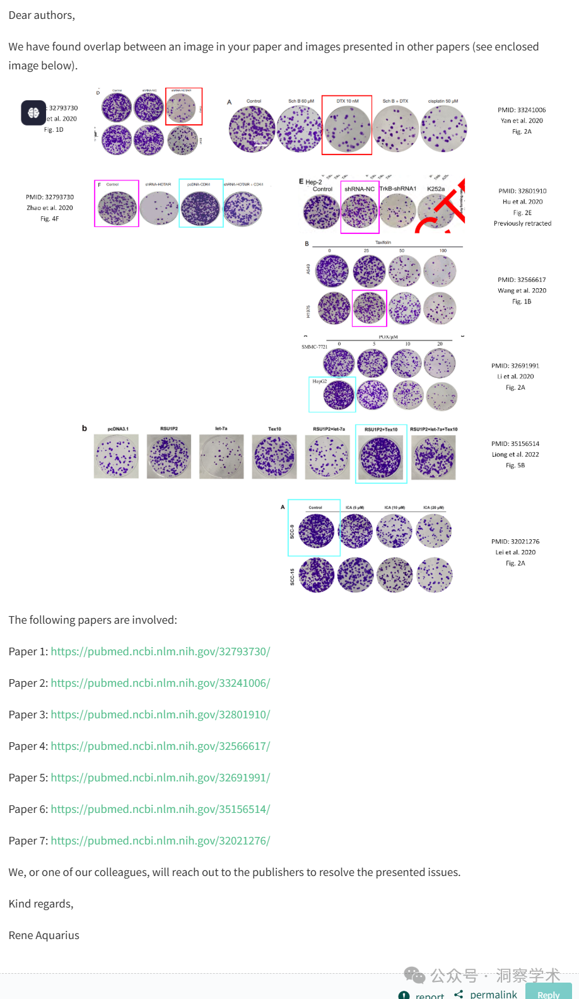 Dear authors,
We have found overlap between an image in your paper and images presented in other papers (see enclosed
image below).
D
Control
shRNA-NC
shRNA-HOTAIR
: 32793730
et al. 2020
Fig. 1D
A
Control
Sch B 60 μM
DTX 10 nM
Sch B + DTX
cisplatin 50 μM
PMID: 33241006
Yan et al. 2020
Fig. 2A
PMID: 32793730
Zhao et al. 2020
Fig. 4F
F
Control
shRNA-HOTAIR
pcDNA-CDK4
shRNA-HOTAIR + CDK4
E Hep-2
Control
shRNA-NC
TrkB-shRNA1
K252a
PMID: 32801910
Hu et al. 2020
Fig. 2E
Previously retracted
B
Taxifolin
0 25 50 100
A549
H1975
PMID: 32566617
Wang et al. 2020
Fig. 1B
POX/μM
SMMC-7721
0 5 10 20
HepG2
PMID: 32691991
Li et al. 2020
Fig. 2A
b
pcDNA3.1
RSU1P2
let-7a
Tex10
RSU1P2+let-7a
RSU1P2+Tex10
RSU1P2+let-7a+Tex10
PMID: 35156514
Liong et al. 2022
Fig. 5B
A
Control
ICA (5 μM)
ICA (10 μM)
ICA (20 μM)
SCC-9
SCC-15
PMID: 32021276
Lei et al. 2020
Fig. 2A
The following papers are involved:
Paper 1: https://pubmed.ncbi.nlm.nih.gov/32793730/
Paper 2: https://pubmed.ncbi.nlm.nih.gov/33241006/
Paper 3: https://pubmed.ncbi.nlm.nih.gov/32801910/
Paper 4: https://pubmed.ncbi.nlm.nih.gov/32566617/
Paper 5: https://pubmed.ncbi.nlm.nih.gov/32691991/
Paper 6: https://pubmed.ncbi.nlm.nih.gov/35156514/
Paper 7: https://pubmed.ncbi.nlm.nih.gov/32021276/
We, or one of our colleagues, will reach out to the publishers to resolve the presented issues.
Kind regards,
Rene Aquarius
公众号 · 洞察学术
report
permalink
Reply